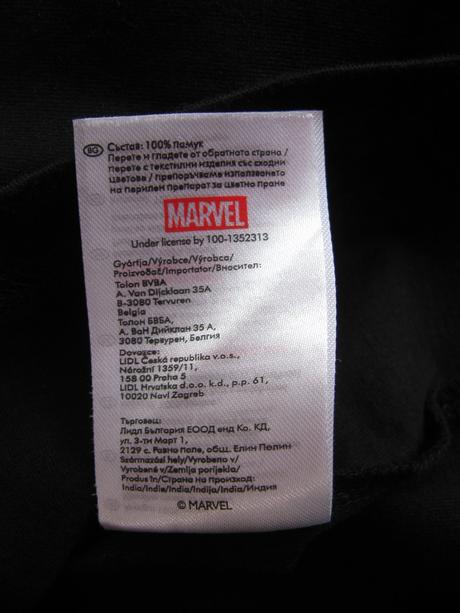 BG Състав: 100% памук
Перете и гладете от обратната страна /
перете с текстилни изделия със сходни
цветове / препоръчваме използването
на перилен препарат за цветно пране
MARVEL
Under license by 100-1352313
Gyártja/Výrobce/Výrobca/
Proizvođač/Importator/Вносител:
Tolon BVBA
A. Van Dijcklaan 35A
B-3080 Tervuren
Belgia
Толон БВБА,
А. ВаН Дийклан 35 А,
3080 Тервурен, Белгия
Dovozce:
LIDL Česká republika v.o.s.,
Nárožní 1359/11,
158 00 Praha 5
LIDL Hrvatska d.o.o. k.d., p.p. 61,
10020 Novi Zagreb
Търговец:
Лидл България ЕООД енд Ко. КД,
ул. 3-ти Март 1,
2129 с. Равно поле, общ. Елин Пелин
Származási hely/Vyrobeno v/
Vyrobené v/Zemlja porijekla/
Produs în/Страна на произход:
India/Indie/India/Indija/India/Индия
© MARVEL